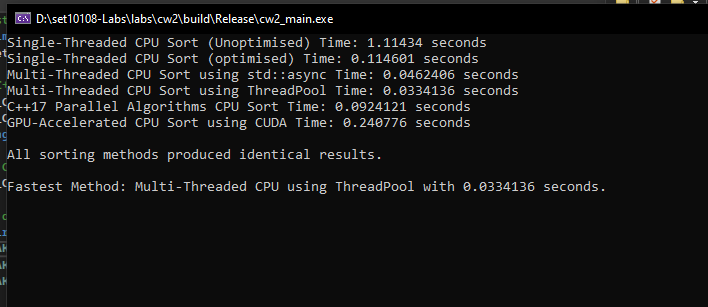 D:\set10108-Labs\labs\cw2\build\Release\cw2_main.exe
Single-Threaded CPU Sort (Unoptimised) Time: 1.11434 seconds
Single-Threaded CPU Sort (optimised) Time: 0.114601 seconds
Multi-Threaded CPU Sort using std::async Time: 0.0462406 seconds
Multi-Threaded CPU Sort using ThreadPool Time: 0.0334136 seconds
C++17 Parallel Algorithms CPU Sort Time: 0.0924121 seconds
GPU-Accelerated CPU Sort using CUDA Time: 0.240776 seconds
All sorting methods produced identical results.
Fastest Method: Multi-Threaded CPU using ThreadPool with 0.0334136 seconds.